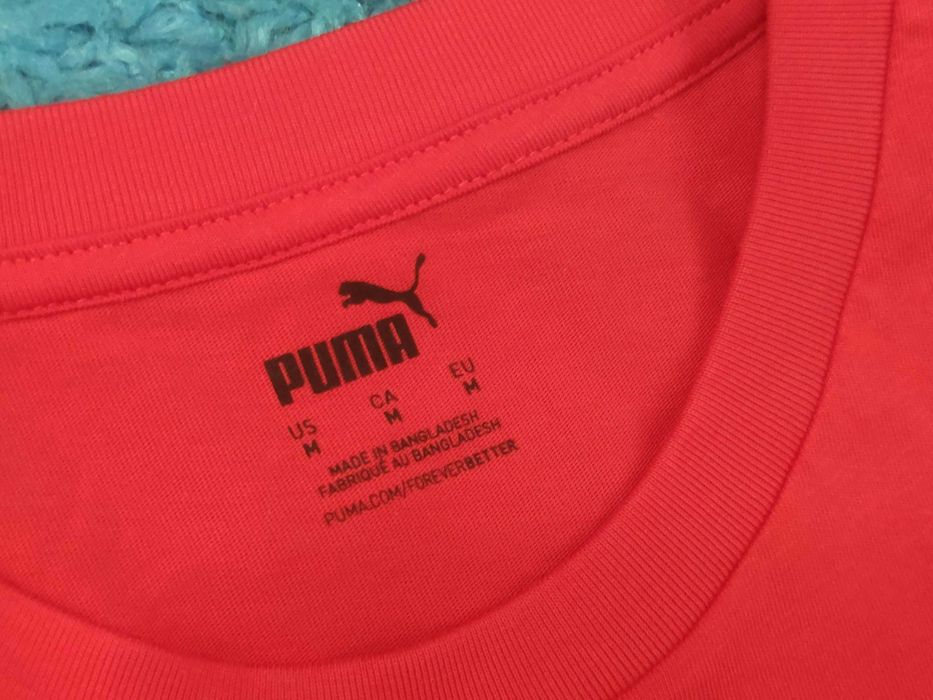 PUMA
US CA EU
M M M
MADE IN BANGLADESH
FABRIQUÉ AU BANGLADESH
PUMA.COM/FOREVERBETTER